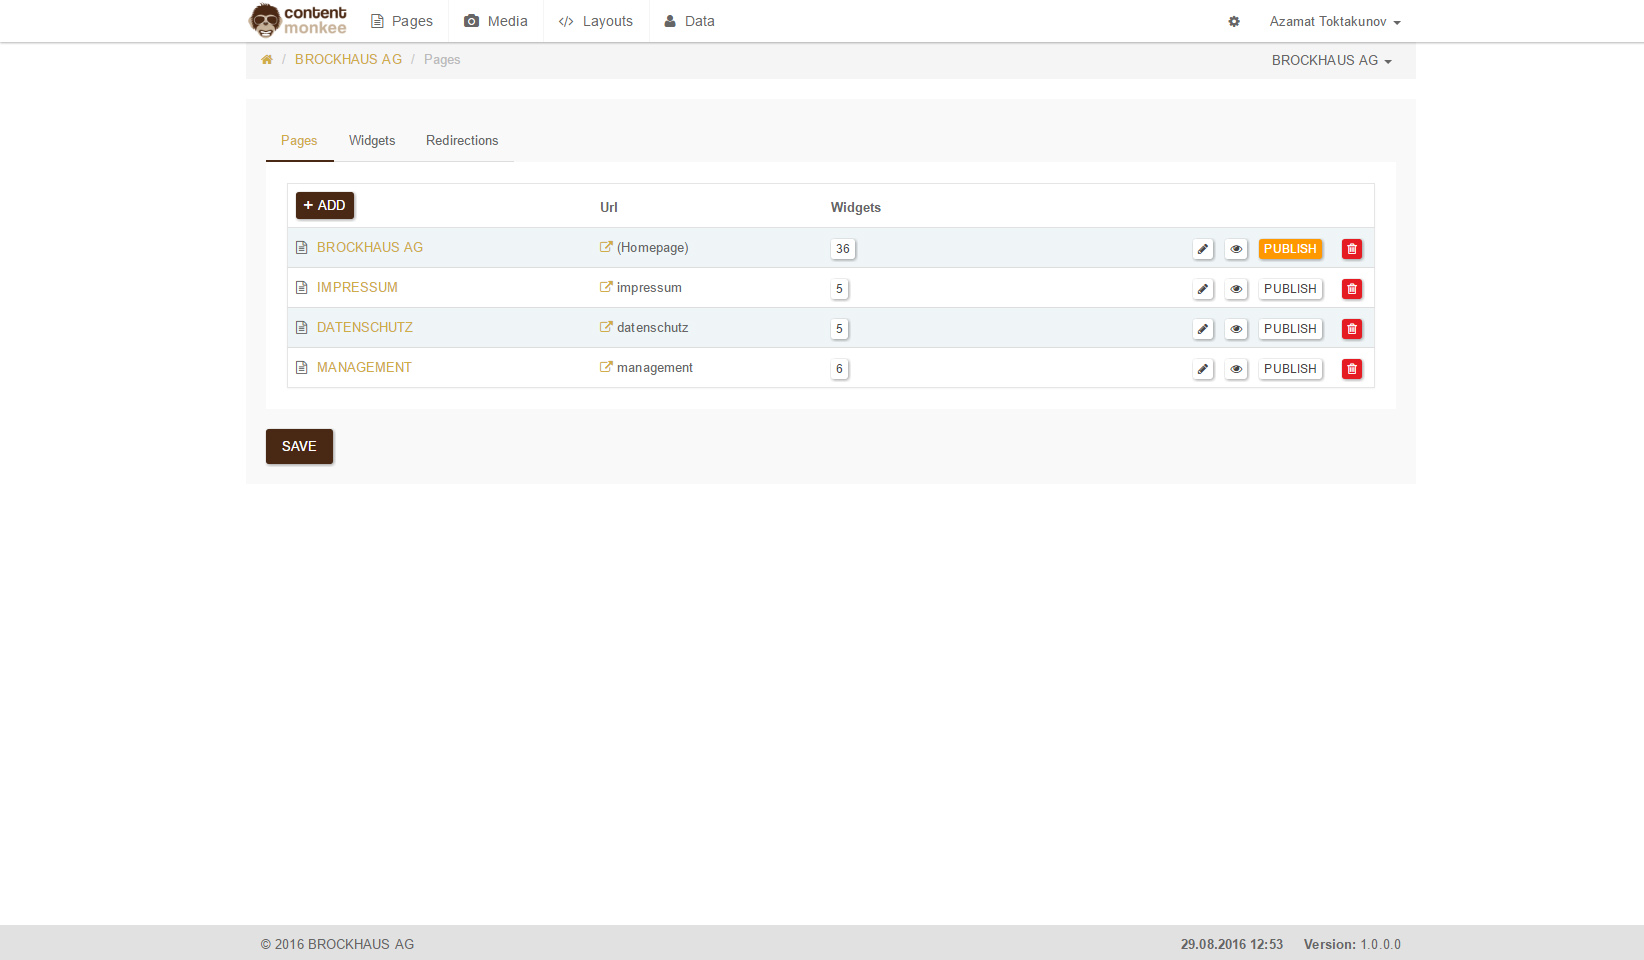 content monkee Pages Media </> Layouts Data Azamat Toktakunov
/ BROCKHAUS AG / Pages BROCKHAUS AG
Pages Widgets Redirections
+ ADD Url Widgets
BROCKHAUS AG (Homepage) 36 PUBLISH
IMPRESSUM impressum 5 PUBLISH
DATENSCHUTZ datenschutz 5 PUBLISH
MANAGEMENT management 6 PUBLISH
SAVE
© 2016 BROCKHAUS AG 29.08.2016 12:53 Version: 1.0.0.0